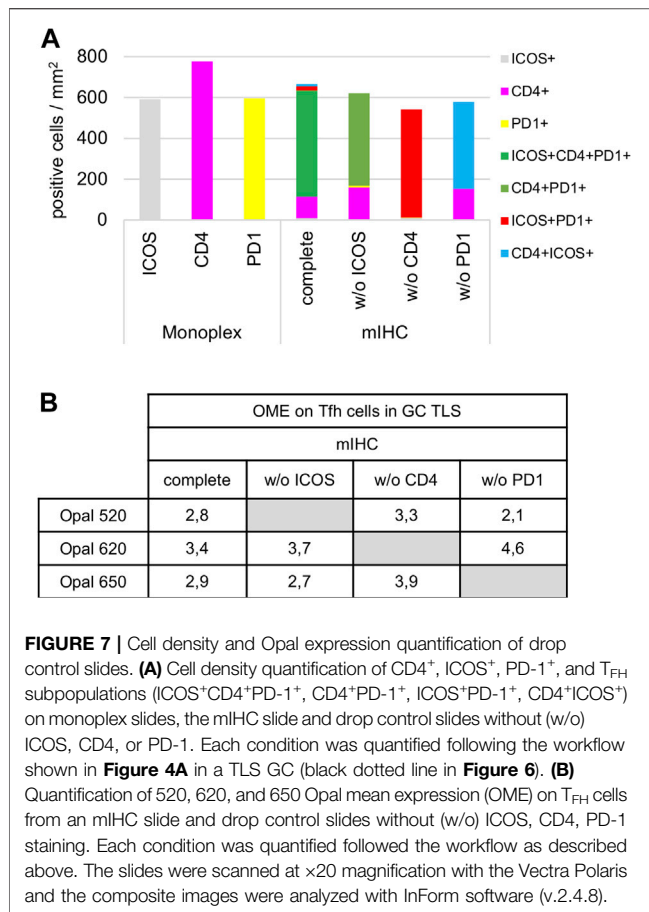 A
800
600
400
200
0
positive cells / mm²
ICOS
CD4
PD1
complete
w/o ICOS
w/o CD4
w/o PD1
Monoplex
mIHC
ICOS+
CD4+
PD1+
ICOS+CD4+PD1+
CD4+PD1+
ICOS+PD1+
CD4+ICOS+
B
OME on Tfh cells in GC TLS
mIHC
complete w/o ICOS w/o CD4 w/o PD1
Opal 520 2,8 3,3 2,1
Opal 620 3,4 3,7 4,6
Opal 650 2,9 2,7 3,9
FIGURE 7 | Cell density and Opal expression quantification of drop
control slides. (A) Cell density quantification of CD4⁺, ICOS⁺, PD-1⁺, and T_FH
subpopulations (ICOS⁺CD4⁺PD-1⁺, CD4⁺PD-1⁺, ICOS⁺PD-1⁺, CD4⁺ICOS⁺)
on monoplex slides, the mIHC slide and drop control slides without (w/o)
ICOS, CD4, or PD-1. Each condition was quantified following the workflow
shown in Figure 4A in a TLS GC (black dotted line in Figure 6). (B)
Quantification of 520, 620, and 650 Opal mean expression (OME) on T_FH cells
from an mIHC slide and drop control slides without (w/o) ICOS, CD4, PD-1
staining. Each condition was quantified followed the workflow as described
above. The slides were scanned at ×20 magnification with the Vectra Polaris
and the composite images were analyzed with InForm software (v.2.4.8).